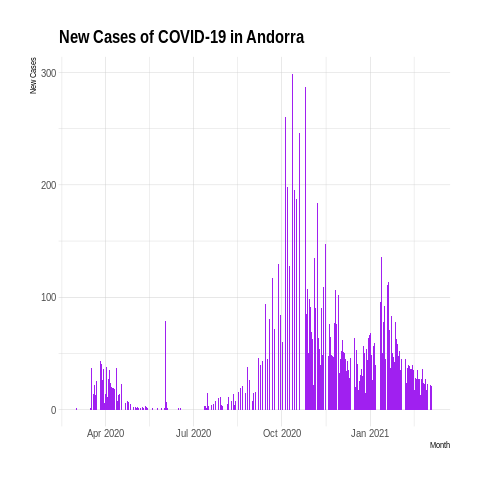 New Cases of COVID-19 in Andorra
New Cases
300
200
100
0
Apr 2020 Jul 2020 Oct 2020 Jan 2021
Month